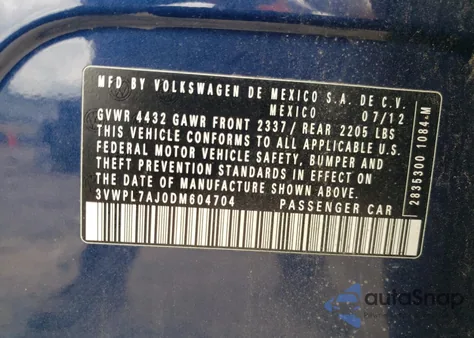 MFD BY VOLKSWAGEN DE MEXICO S.A. DE C.V.
MEXICO 07/12
GVWR 4432 GAWR FRONT 2337/ REAR 2205 LBS
THIS VEHICLE CONFORMS TO ALL APPLICABLE U.S.
FEDERAL MOTOR VEHICLE SAFETY, BUMPER AND
THEFT PREVENTION STANDARDS IN EFFECT ON
THE DATE OF MANUFACTURE SHOWN ABOVE.
3VWPL7AJ0DM604704 PASSENGER CAR
2835300 1084-M
autoSnap